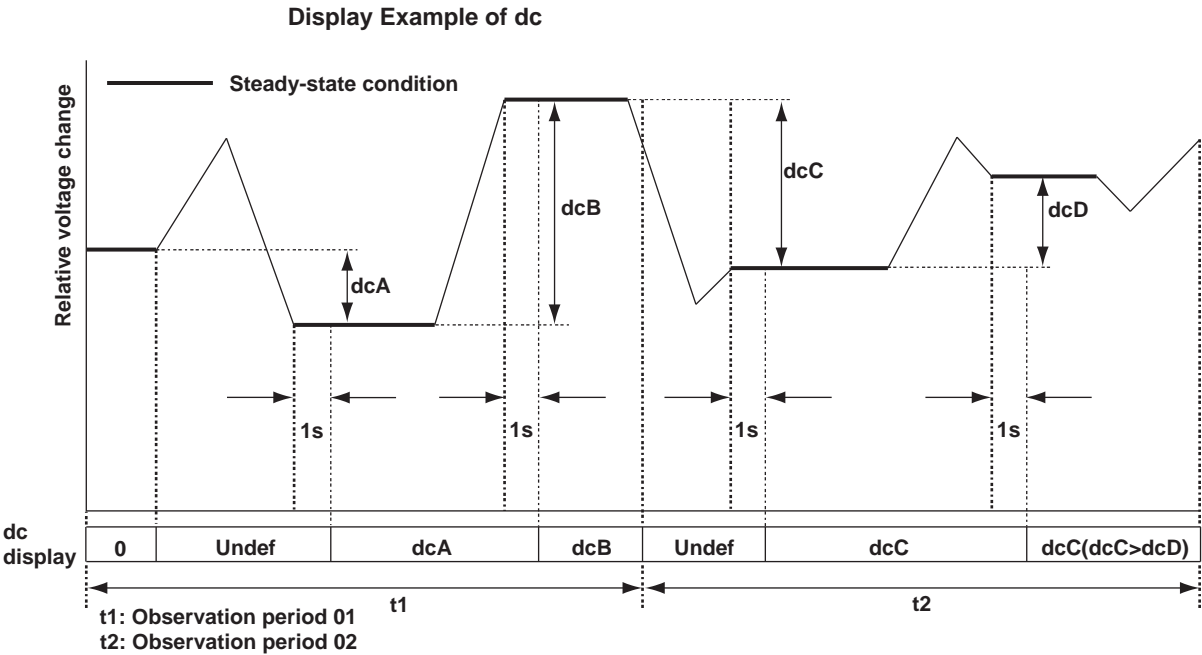 Display Example of dc
Relative voltage change
Steady-state condition
dcA
dcB
dcC
dcD
1s
1s
1s
1s
dc
display
0 Undef dcA dcB Undef dcC dcC(dcC>dcD)
t1 t2
t1: Observation period 01
t2: Observation period 02